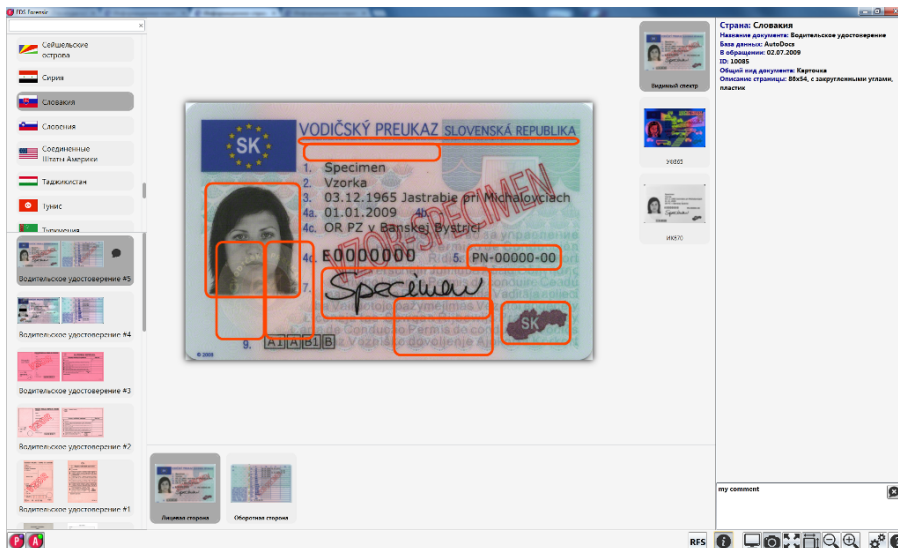 FDS Forensic
Сейшельские
острова
Сирия
Словакия
Словения
Соединенные
Штаты Америки
Таджикистан
Тунис
Туркмения
Водительское удостоверение #5
Водительское удостоверение #4
Водительское удостоверение #3
Водительское удостоверение #2
Водительское удостоверение #1
SK
VODIČSKÝ PREUKAZ SLOVENSKÁ REPUBLIKA
1. Specimen
2. Vzorka
3. 03.12.1965 Jastrabie pri Michalovciach
4a. 01.01.2009 4b.
4c. OR PZ v Banskej Bystrici
VZOR-SPECIMEN
4d. E0000000 5. PN-00000-00
7. Specimen
SK
9. A1 A B1 B
© 2008
Лицевая сторона
Оборотная сторона
Видимый спектр
УФ365
ИК870
Страна: Словакия
Название документа: Водительское удостоверение
База данных: AutoDocs
В обращении: 02.07.2009
ID: 10085
Общий вид документа: Карточка
Описание страницы: 86x54, с закругленными углами,
пластик
my comment
RFS